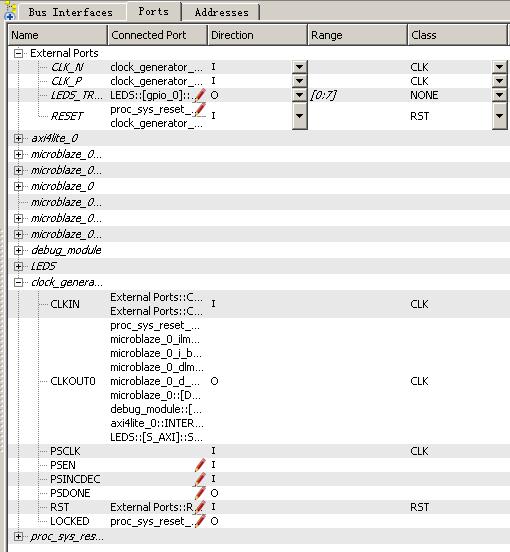 Bus Interfaces Ports Addresses
Name Connected Port Direction Range Class
External Ports
CLK_N clock_generator_... I CLK
CLK_P clock_generator_... I CLK
LEDS_TR... LEDS::[gpio_0]::... O [0:7] NONE
RESET proc_sys_reset_... I RST
clock_generator_...
axi4lite_0
microblaze_0...
microblaze_0...
microblaze_0
microblaze_0...
microblaze_0...
microblaze_0...
debug_module
LEDS
clock_genera...
CLKIN External Ports::C... I CLK
External Ports::C...
CLKOUT0 proc_sys_reset_... O CLK
microblaze_0_ilm...
microblaze_0_i_b...
microblaze_0_dlm...
microblaze_0_d_...
microblaze_0::[D...
debug_module::[...
axi4lite_0::INTER...
LEDS::[S_AXI]::S...
PSCLK I CLK
PSEN I
PSINCDEC I
PSDONE O
RST External Ports::R... I RST
LOCKED proc_sys_reset_... O
proc_sys_res...